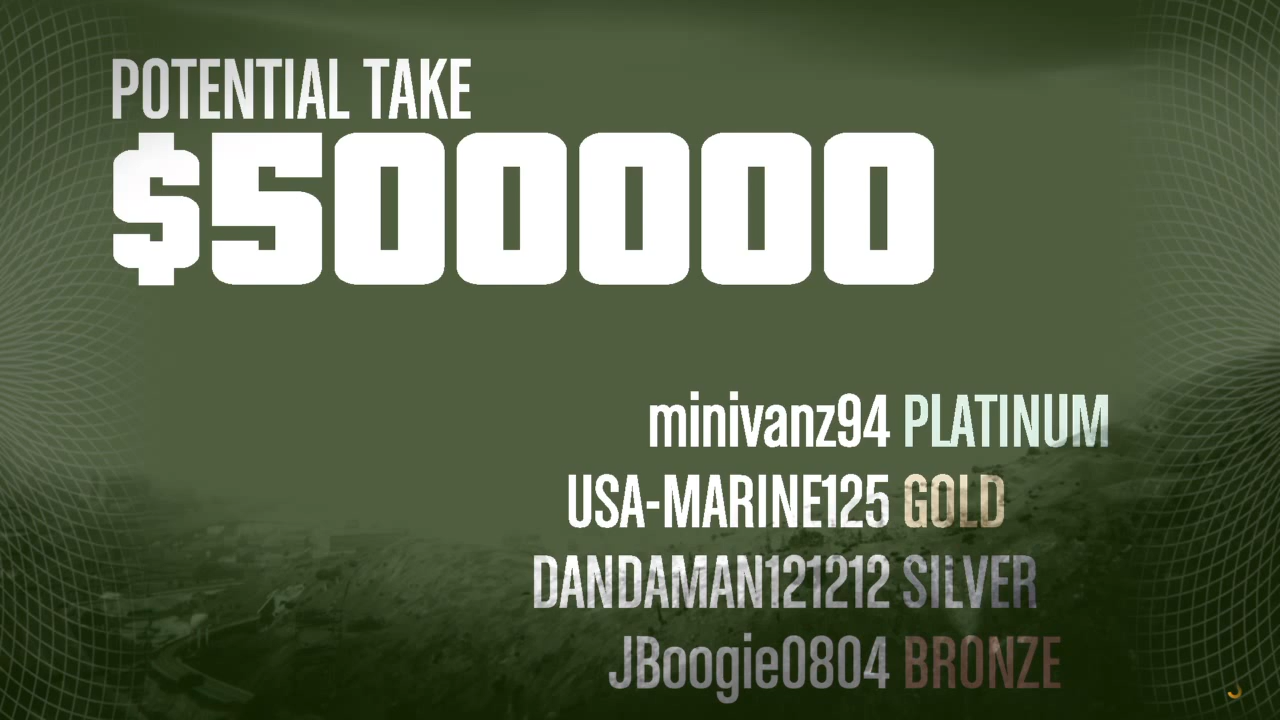 POTENTIAL TAKE
$500000
minivanz94 PLATINUM
USA-MARINE125 GOLD
DANDAMAN121212 SILVER
JBoogie0804 BRONZE